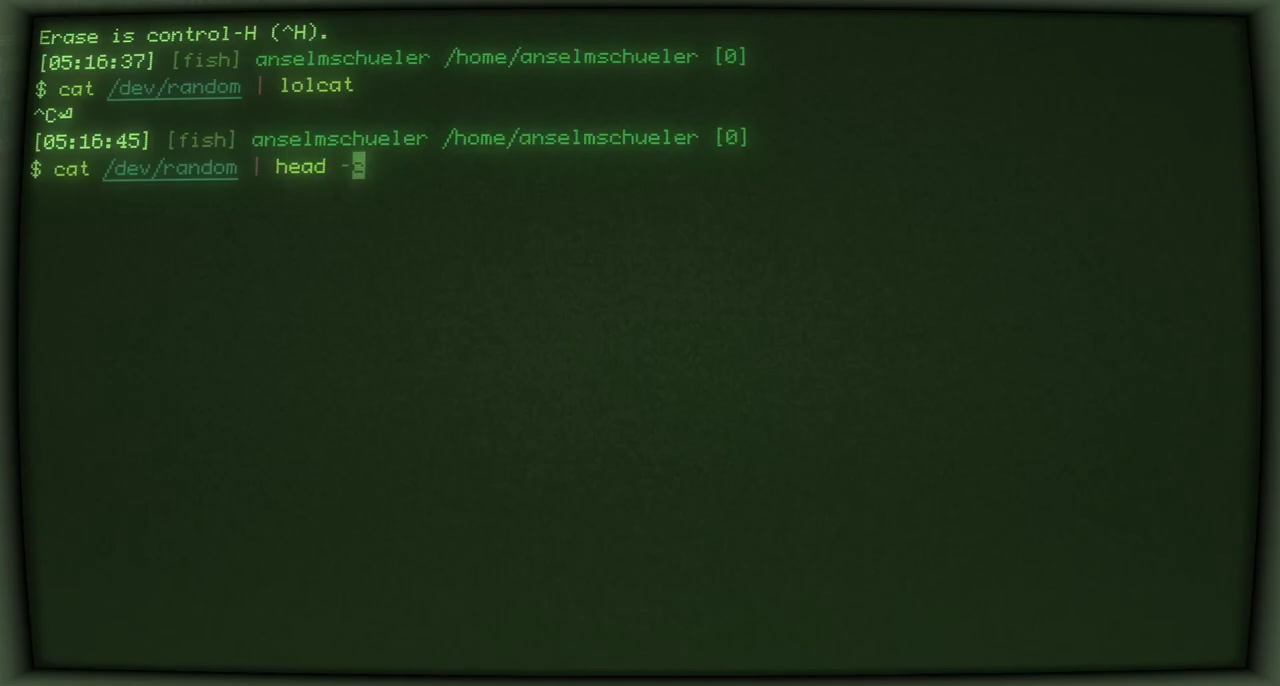 Erase is control-H (^H).
[05:16:37] [fish] anselmschueler /home/anselmschueler [0]
$ cat /dev/random | lolcat
^C⏎
[05:16:45] [fish] anselmschueler /home/anselmschueler [0]
$ cat /dev/random | head -